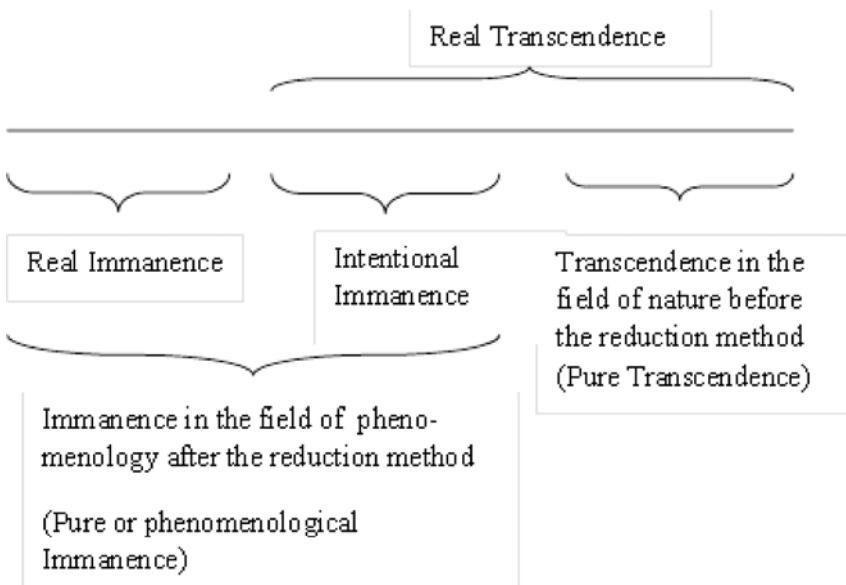 Real Transcendence
Real Immanence
Intentional
Immanence
Transcendence in the
field of nature before
the reduction method
(Pure Transcendence)
Immanence in the field of pheno-
menology after the reduction method
(Pure or phenomenological
Immanence)